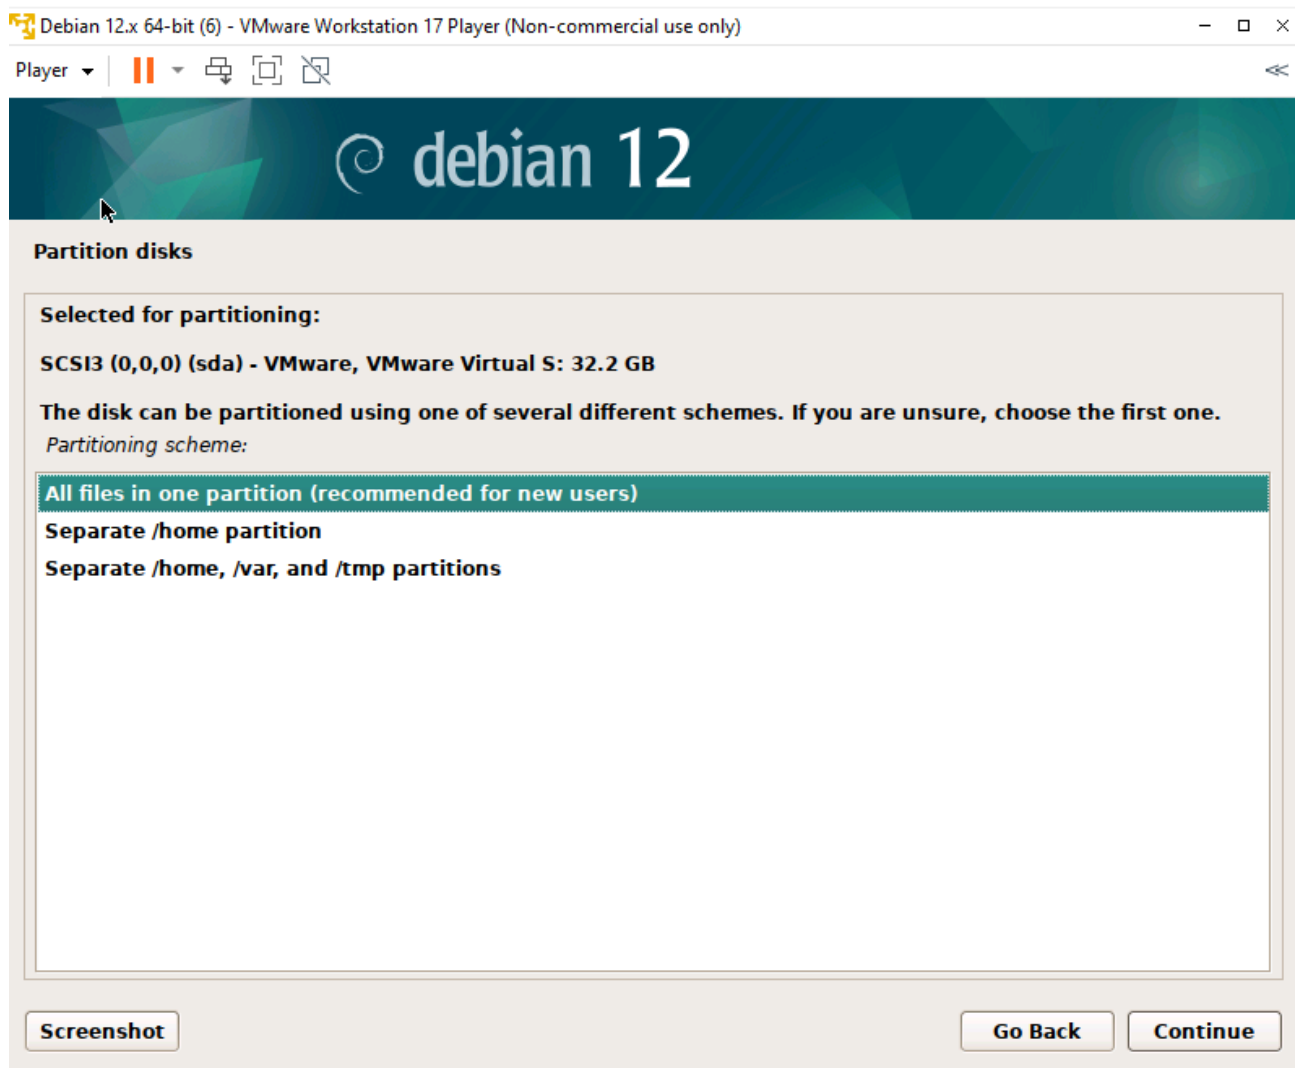 Debian 12.x 64-bit (6) - VMware Workstation 17 Player (Non-commercial use only)
Player
debian 12
Partition disks
Selected for partitioning:
SCSI3 (0,0,0) (sda) - VMware, VMware Virtual S: 32.2 GB
The disk can be partitioned using one of several different schemes. If you are unsure, choose the first one.
Partitioning scheme:
All files in one partition (recommended for new users)
Separate /home partition
Separate /home, /var, and /tmp partitions
Screenshot
Go Back
Continue